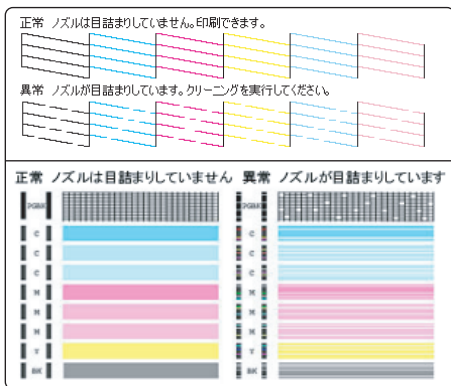 正常 ノズルは目詰まりしていません。印刷できます。
異常 ノズルが目詰まりしています。クリーニングを実行してください。
正常 ノズルは目詰まりしていません 異常 ノズルが目詰まりしています
PGBK PGBK
C C
C C
C C
M M
M M
M M
Y Y
BK BK